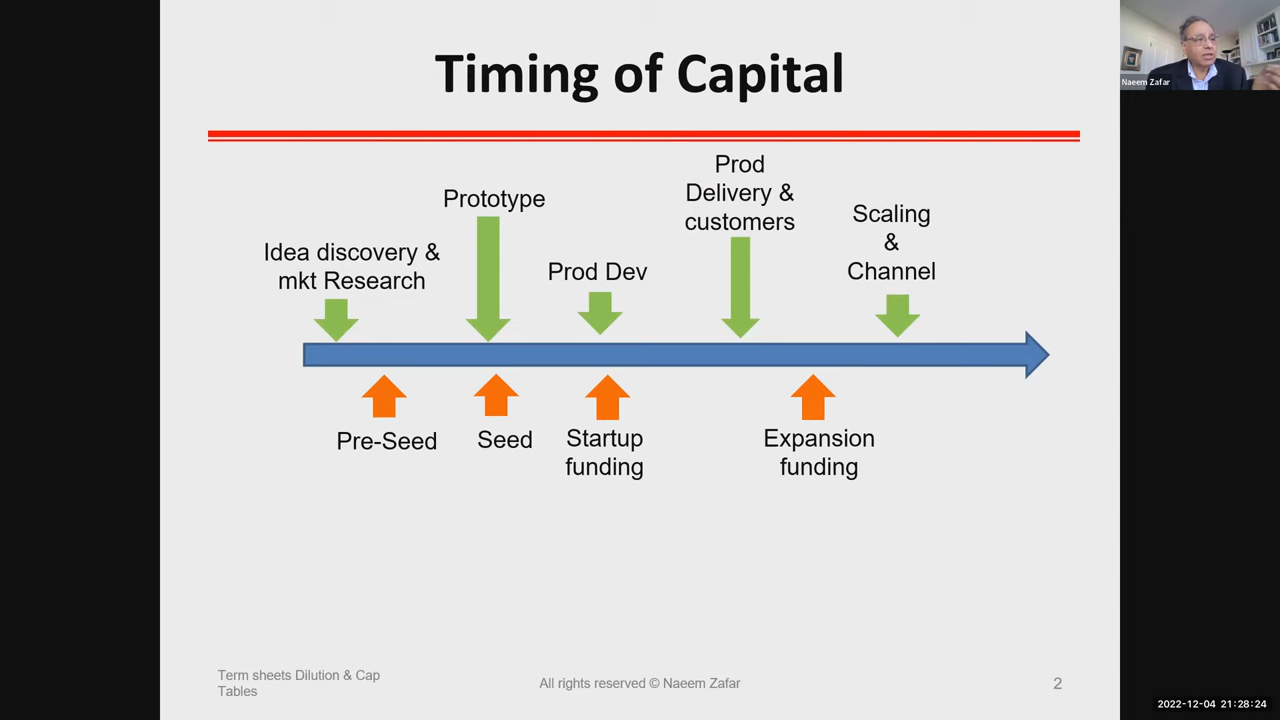 Timing of Capital
Naeem Zafar
Prod
Delivery &
customers
Prototype
Scaling
&
Channel
Idea discovery &
mkt Research
Prod Dev
Pre-Seed
Seed
Startup
funding
Expansion
funding
Term sheets Dilution & Cap
Tables
All rights reserved © Naeem Zafar
2
2022-12-04 21:28:24